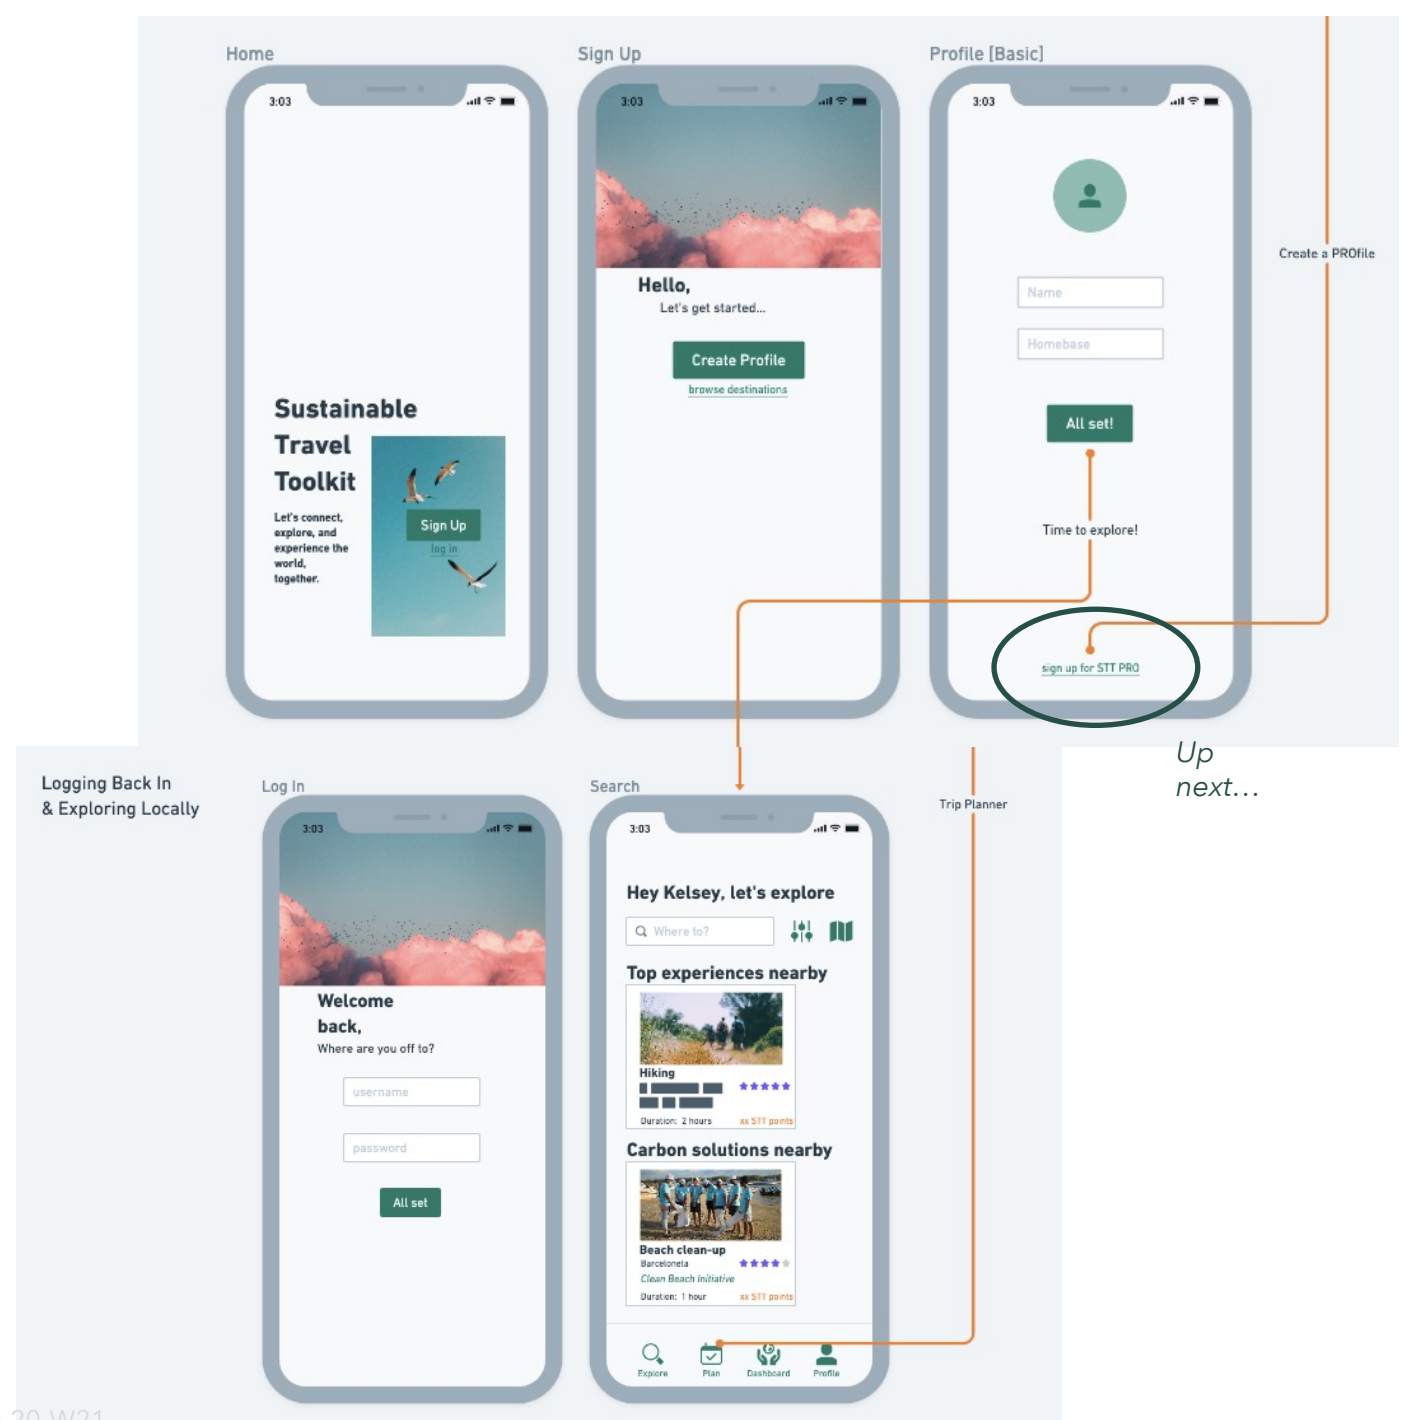 Home
3:03
Sustainable
Travel
Toolkit
Let's connect,
explore, and
experience the
world,
together.
Sign Up
log in
Sign Up
3:03
Hello,
Let's get started...
Create Profile
browse destinations
Profile [Basic]
3:03
Name
Homebase
All set!
Time to explore!
sign up for STT PRO
Create a PROfile
Up
next...
Logging Back In
& Exploring Locally
Log In
3:03
Welcome
back,
Where are you off to?
username
password
All set
Search
3:03
Hey Kelsey, let's explore
Where to?
Top experiences nearby
Hiking
Duration: 2 hours xx STT points
Carbon solutions nearby
Beach clean-up
Barceloneta
Clean Beach Initiative
Duration: 1 hour xx STT points
Explore Plan Dashboard Profile
Trip Planner
20-W21